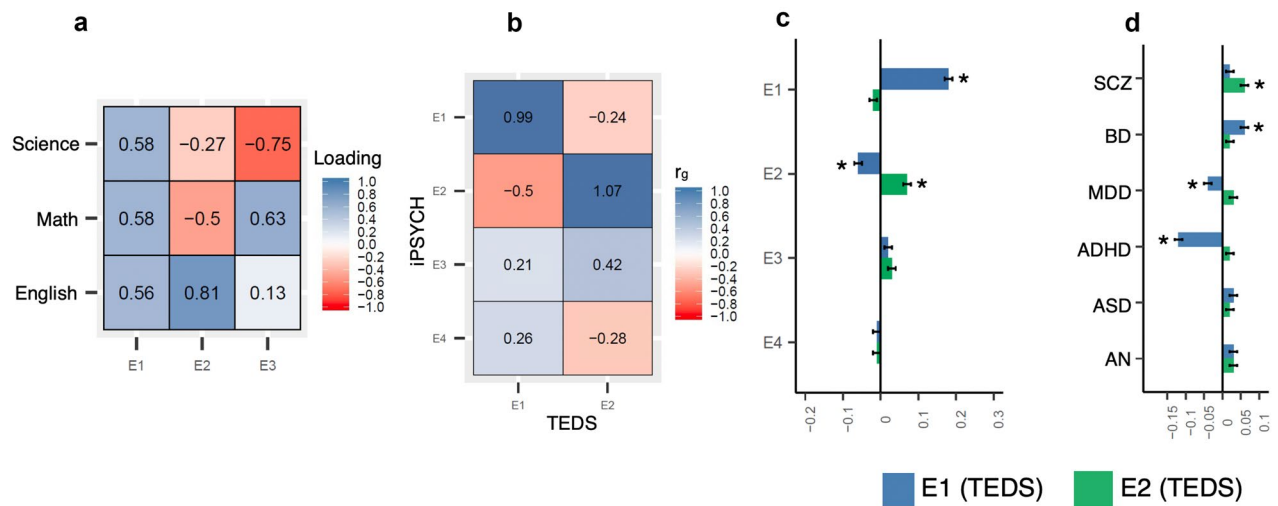 a
Science
Math
English
0.58
−0.27
−0.75
0.58
−0.5
0.63
0.56
0.81
0.13
E1
E2
E3
Loading
1.0
0.8
0.6
0.4
0.2
0.0
−0.2
−0.4
−0.6
−0.8
−1.0
b
iPSYCH
E1
E2
E3
E4
0.99
−0.24
−0.5
1.07
0.21
0.42
0.26
−0.28
E1
E2
TEDS
rg
1.0
0.8
0.6
0.4
0.2
0.0
−0.2
−0.4
−0.6
−0.8
−1.0
c
E1
*
E2
*
*
E3
E4
−0.2
−0.1
0
0.1
0.2
0.3
d
SCZ
*
BD
*
MDD
*
ADHD
*
ASD
AN
−0.15
−0.1
−0.05
0
0.05
0.1
E1 (TEDS)
E2 (TEDS)